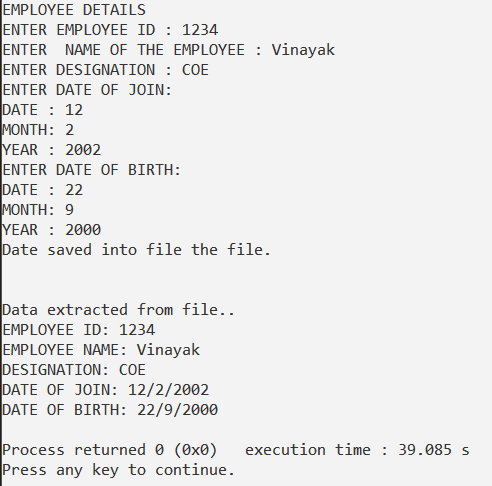 EMPLOYEE DETAILS
ENTER EMPLOYEE ID : 1234
ENTER  NAME OF THE EMPLOYEE : Vinayak
ENTER DESIGNATION : COE
ENTER DATE OF JOIN:
DATE : 12
MONTH: 2
YEAR : 2002
ENTER DATE OF BIRTH:
DATE : 22
MONTH: 9
YEAR : 2000
Date saved into file the file.
Data extracted from file..
EMPLOYEE ID: 1234
EMPLOYEE NAME: Vinayak
DESIGNATION: COE
DATE OF JOIN: 12/2/2002
DATE OF BIRTH: 22/9/2000
Process returned 0 (0x0)   execution time : 39.085 s
Press any key to continue.